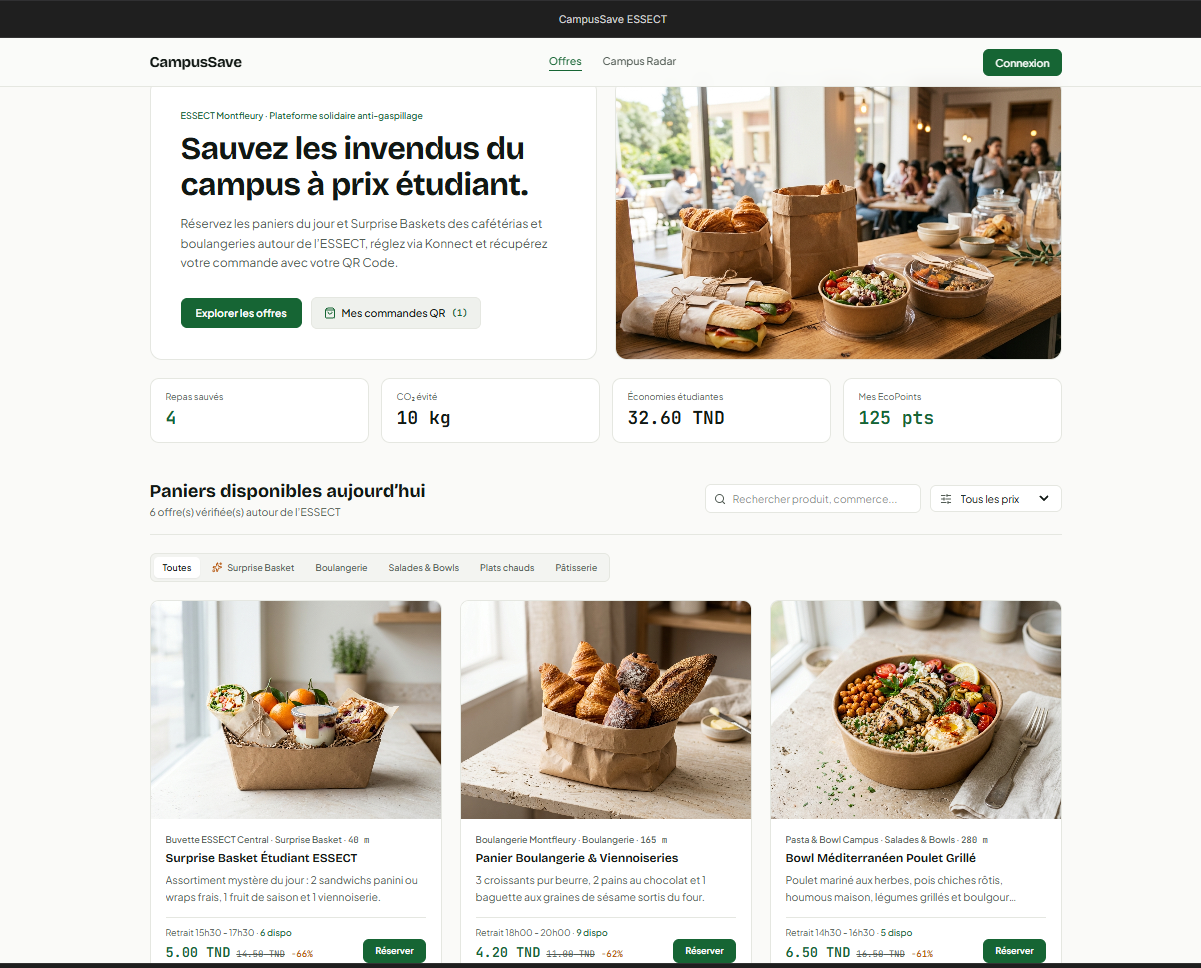 CampusSave ESSECT
CampusSave
Offres
Campus Radar
Connexion
ESSECT Montfleury · Plateforme solidaire anti-gaspillage
Sauvez les invendus du
campus à prix étudiant.
Réservez les paniers du jour et Surprise Baskets des cafétérias et
boulangeries autour de l'ESSECT, réglez via Konnect et récupérez
votre commande avec votre QR Code.
Explorer les offres
Mes commandes QR (1)
Repas sauvés
4
CO₂ évité
10 kg
Économies étudiantes
32.60 TND
Mes EcoPoints
125 pts
Paniers disponibles aujourd'hui
6 offre(s) vérifiée(s) autour de l'ESSECT
Rechercher produit, commerce...
Tous les prix
Toutes
Surprise Basket
Boulangerie
Salades & Bowls
Plats chauds
Pâtisserie
Buvette ESSECT Central · Surprise Basket · 40 m
Surprise Basket Étudiant ESSECT
Assortiment mystère du jour : 2 sandwichs panini ou
wraps frais, 1 fruit de saison et 1 viennoiserie.
Retrait 15h30 - 17h30 · 6 dispo
5.00 TND 14.50 TND -66%
Réserver
Boulangerie Montfleury · Boulangerie · 165 m
Panier Boulangerie & Viennoiseries
3 croissants pur beurre, 2 pains au chocolat et 1
baguette aux graines de sésame sortis du four.
Retrait 18h00 - 20h00 · 9 dispo
4.20 TND 11.00 TND -62%
Réserver
Pasta & Bowl Campus · Salades & Bowls · 280 m
Bowl Méditerranéen Poulet Grillé
Poulet mariné aux herbes, pois chiches rôtis,
houmous maison, légumes grillés et boulgour...
Retrait 14h30 - 16h30 · 5 dispo
6.50 TND 16.50 TND -61%
Réserver